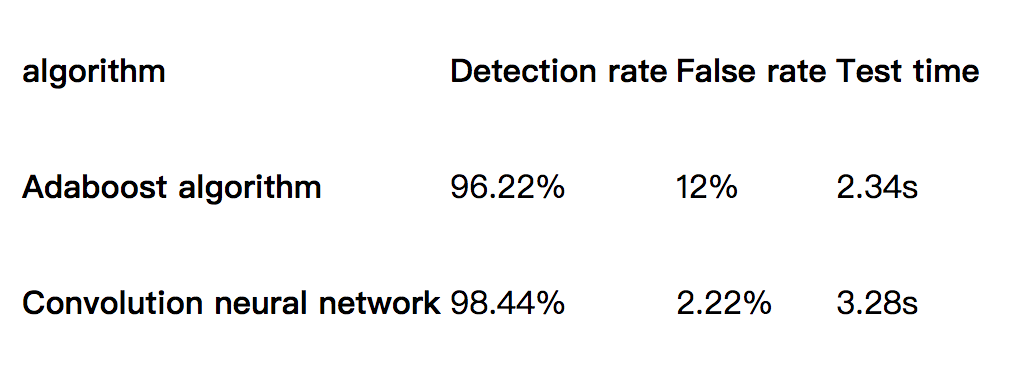 algorithm Detection rate False rate Test time
Adaboost algorithm 96.22% 12% 2.34s
Convolution neural network 98.44% 2.22% 3.28s